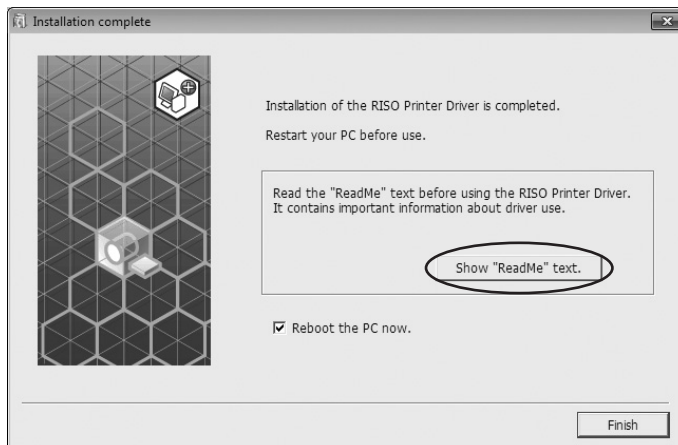 Installation complete
Installation of the RISO Printer Driver is completed.
Restart your PC before use.
Read the "ReadMe" text before using the RISO Printer Driver.
It contains important information about driver use.
Show "ReadMe" text.
Reboot the PC now.
Finish